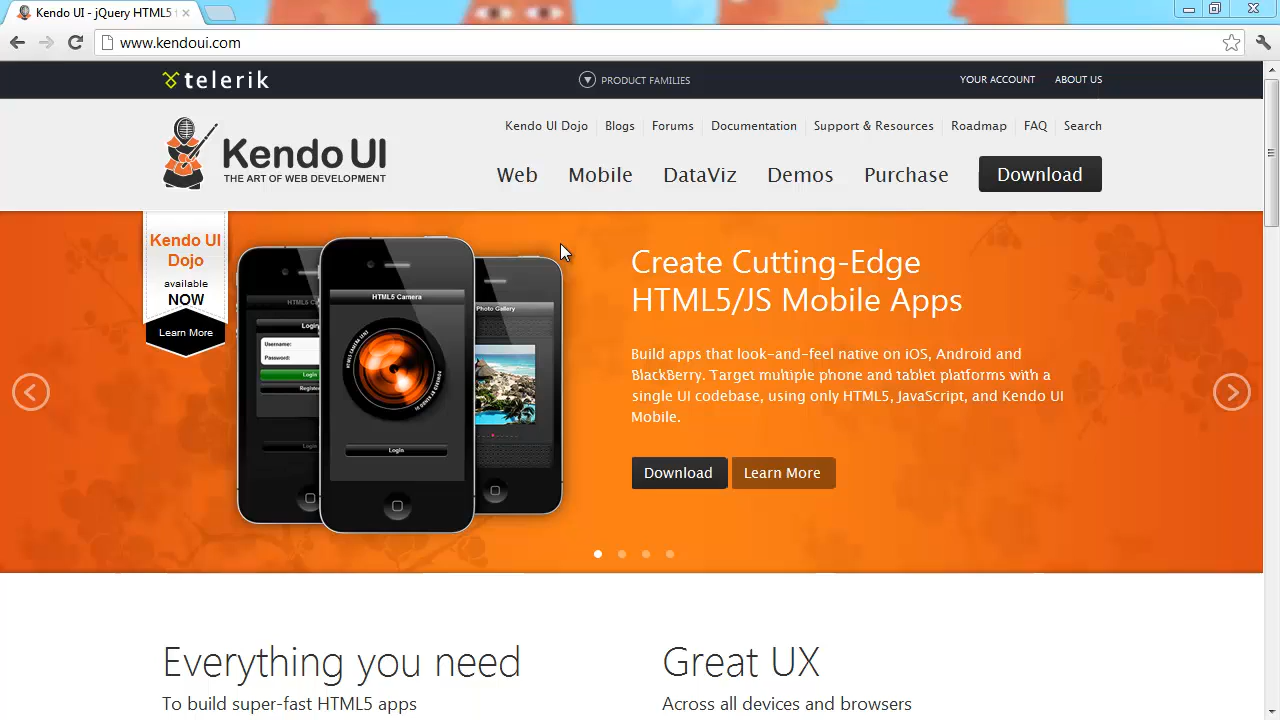 Kendo UI - jQuery HTML5 f
www.kendoui.com
telerik
PRODUCT FAMILIES
YOUR ACCOUNT
ABOUT US
Kendo UI
THE ART OF WEB DEVELOPMENT
Kendo UI Dojo
Blogs
Forums
Documentation
Support & Resources
Roadmap
FAQ
Search
Web
Mobile
DataViz
Demos
Purchase
Download
Kendo UI
Dojo
available
NOW
Learn More
HTML5 C
Login
Username:
Password:
Login
Register
Login
HTML5 Camera
Login
Photo Gallery
Create Cutting-Edge
HTML5/JS Mobile Apps
Build apps that look-and-feel native on iOS, Android and
BlackBerry. Target multiple phone and tablet platforms with a
single UI codebase, using only HTML5, JavaScript, and Kendo UI
Mobile.
Download
Learn More
Everything you need
To build super-fast HTML5 apps
Great UX
Across all devices and browsers